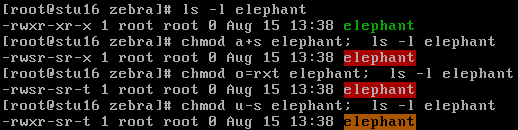 [root@stu16 zebra]# ls -l elephant
-rwxr-xr-x 1 root root 0 Aug 15 13:38 elephant
[root@stu16 zebra]# chmod a+s elephant;  ls -l elephant
-rwsr-sr-x 1 root root 0 Aug 15 13:38 elephant
[root@stu16 zebra]# chmod o=rxt elephant;  ls -l elephant
-rwsr-sr-t 1 root root 0 Aug 15 13:38 elephant
[root@stu16 zebra]# chmod u-s elephant;  ls -l elephant
-rwxr-sr-t 1 root root 0 Aug 15 13:38 elephant